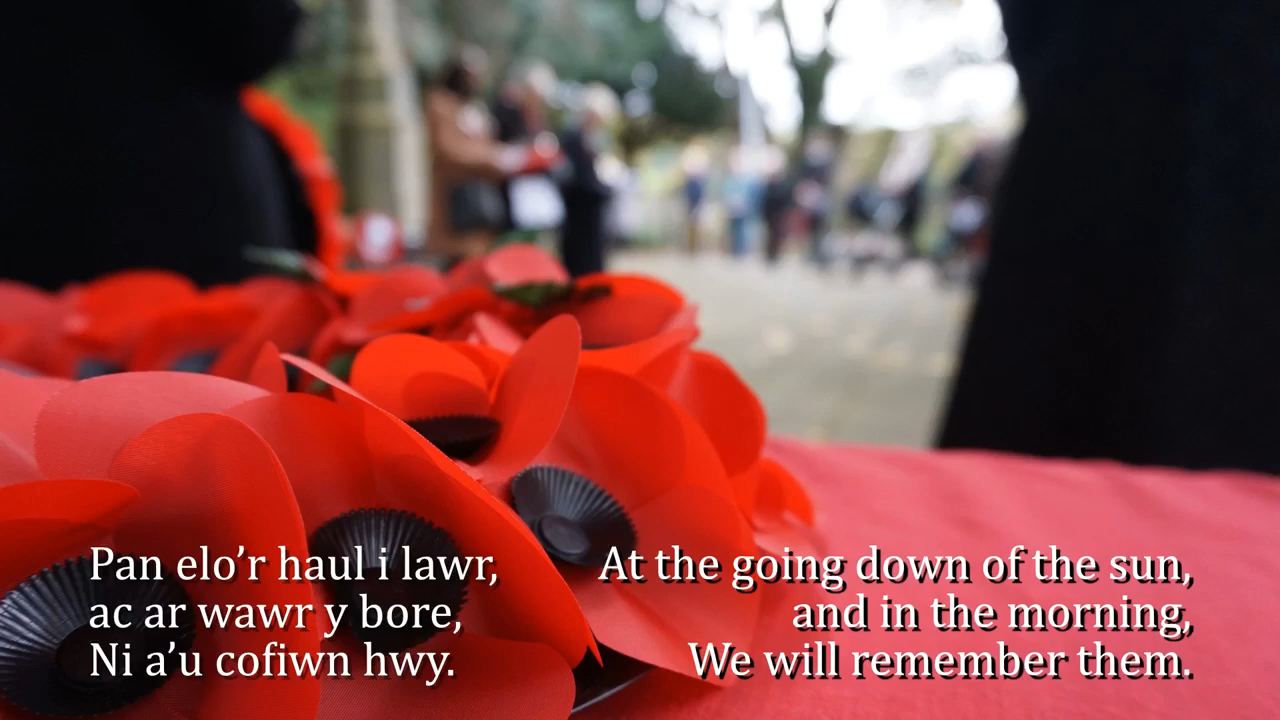 Pan elo’r haul i lawr,
ac ar wawr y bore,
Ni a’u cofiwn hwy.
At the going down of the sun,
and in the morning,
We will remember them.